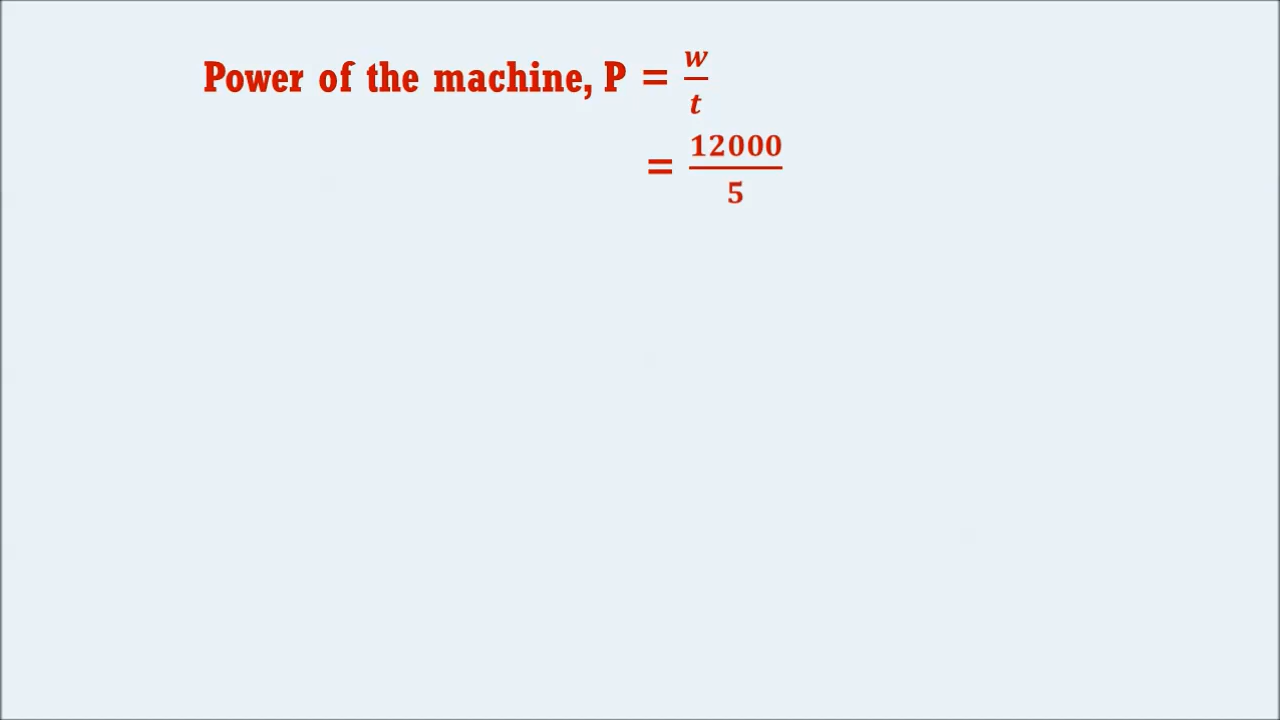 Power of the machine, P = w/t
= 12000/5